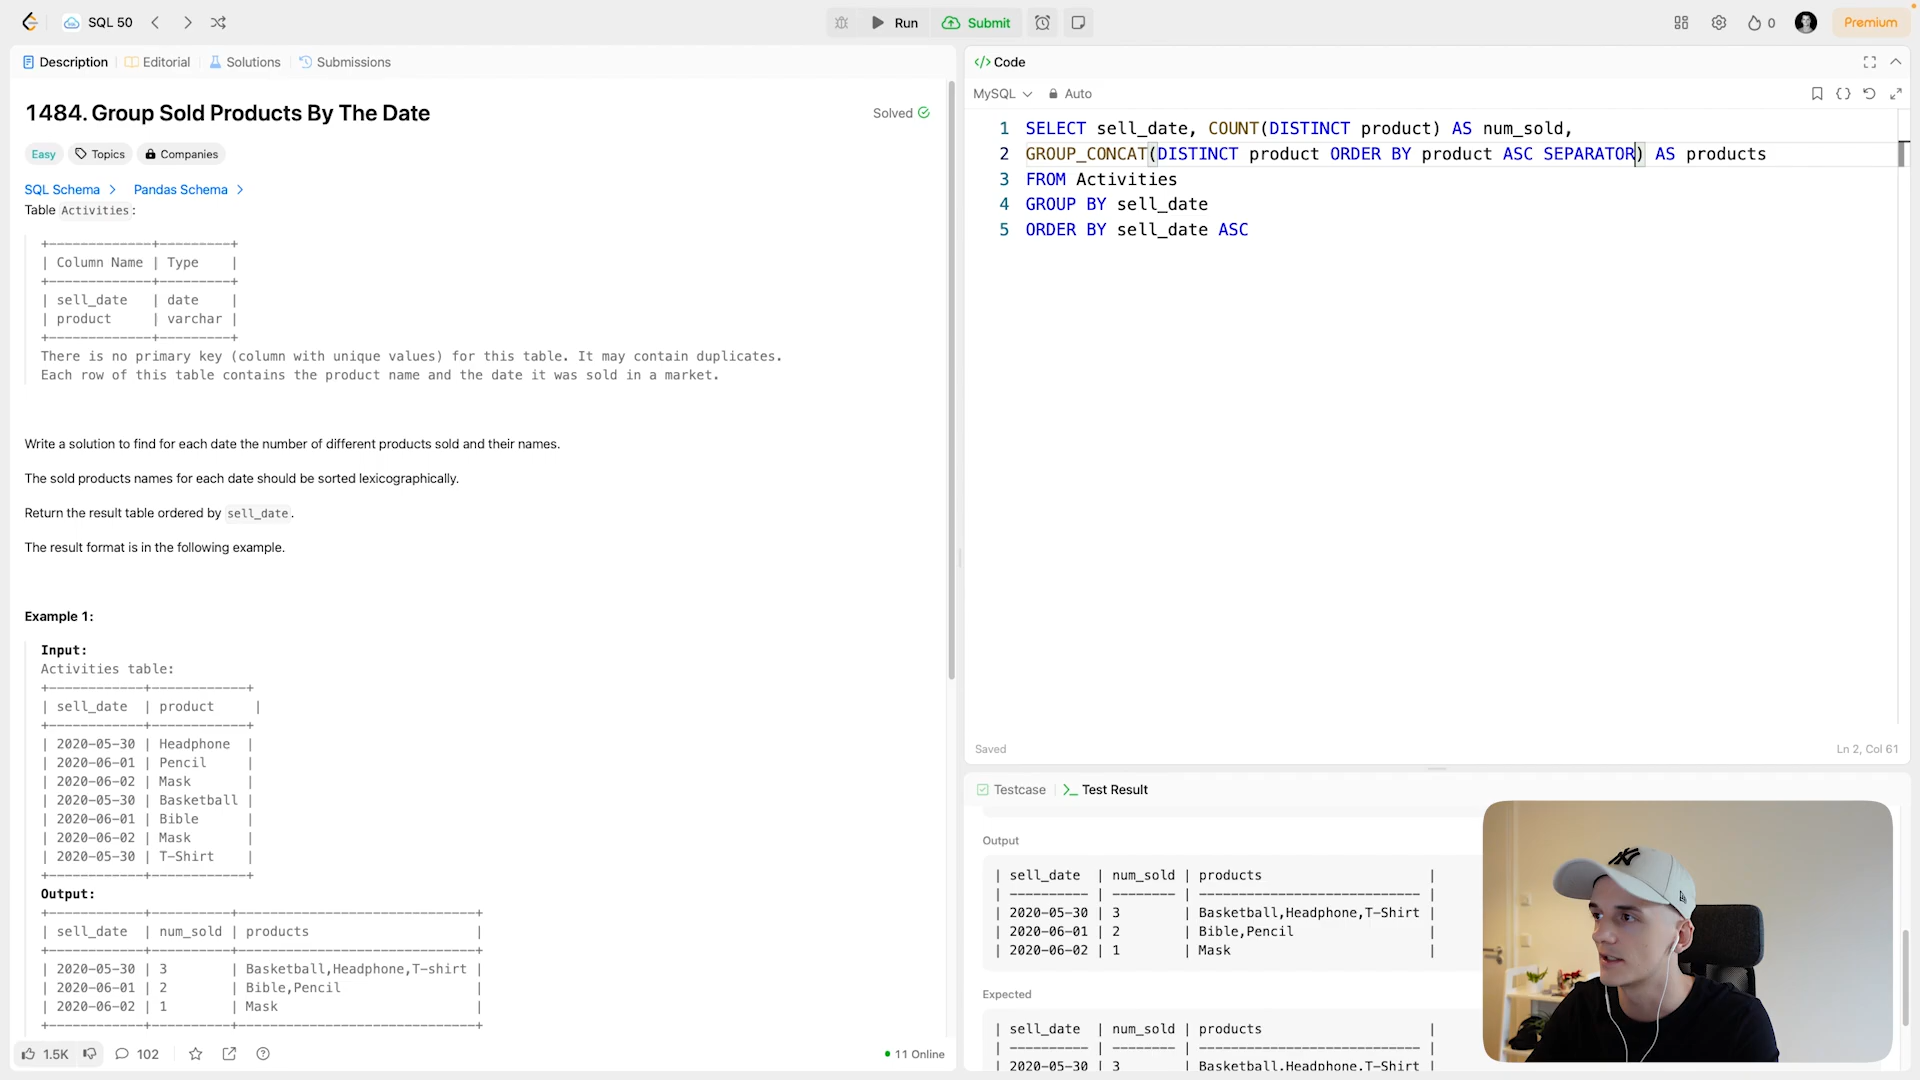 SQL 50
Run
Submit
0
Premium
Description
Editorial
Solutions
Submissions
1484. Group Sold Products By The Date
Solved
Easy
Topics
Companies
SQL Schema
Pandas Schema
Table Activities:
+-------------+---------+
| Column Name | Type    |
+-------------+---------+
| sell_date   | date    |
| product     | varchar |
+-------------+---------+
There is no primary key (column with unique values) for this table. It may contain duplicates.
Each row of this table contains the product name and the date it was sold in a market.
Write a solution to find for each date the number of different products sold and their names.
The sold products names for each date should be sorted lexicographically.
Return the result table ordered by sell_date.
The result format is in the following example.
Example 1:
Input:
Activities table:
+------------+------------+
| sell_date  | product     |
+------------+------------+
| 2020-05-30 | Headphone  |
| 2020-06-01 | Pencil     |
| 2020-06-02 | Mask       |
| 2020-05-30 | Basketball |
| 2020-06-01 | Bible      |
| 2020-06-02 | Mask       |
| 2020-05-30 | T-Shirt    |
+------------+------------+
Output:
+------------+----------+------------------------------+
| sell_date  | num_sold | products                     |
+------------+----------+------------------------------+
| 2020-05-30 | 3        | Basketball,Headphone,T-shirt |
| 2020-06-01 | 2        | Bible,Pencil                 |
| 2020-06-02 | 1        | Mask                         |
+------------+----------+------------------------------+
1.5K
102
11 Online
</> Code
MySQL
Auto
1 SELECT sell_date, COUNT(DISTINCT product) AS num_sold,
2 GROUP_CONCAT(DISTINCT product ORDER BY product ASC SEPARATOR) AS products
3 FROM Activities
4 GROUP BY sell_date
5 ORDER BY sell_date ASC
Saved
Ln 2, Col 61
Testcase
Test Result
Output
| sell_date  | num_sold | products                     |
| ---------- | -------- | ---------------------------- |
| 2020-05-30 | 3        | Basketball,Headphone,T-Shirt |
| 2020-06-01 | 2        | Bible,Pencil                 |
| 2020-06-02 | 1        | Mask                         |
Expected
| sell_date  | num_sold | products                     |
| ---------- | -------- | ---------------------------- |
| 2020-05-30 | 3        | Basketball,Headphone,T-Shirt |